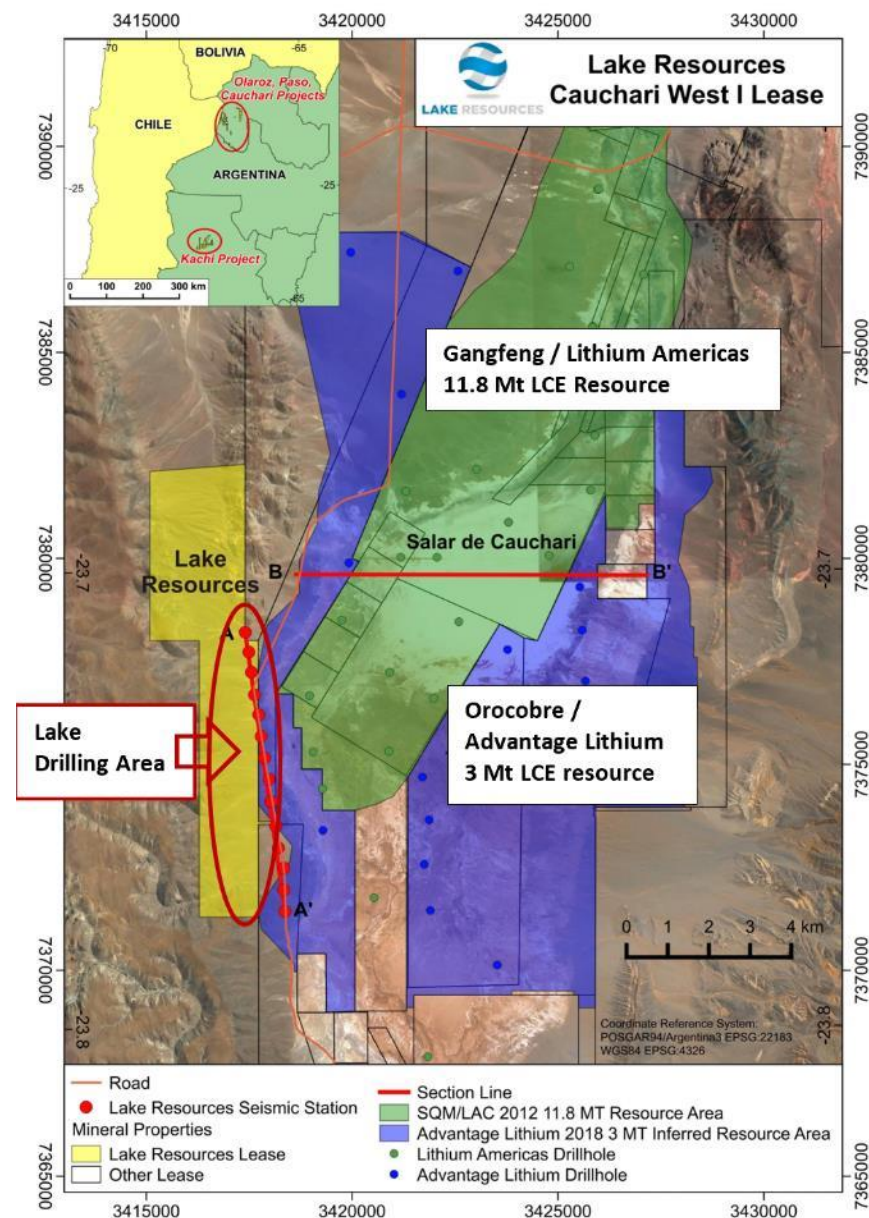 3415000
3420000
3425000
3430000
-70
BOLIVIA
-65
Olaroz, Paso,
Cauchari Projects
CHILE
ARGENTINA
-25
-25
Kachi Project
-65
0 100 200 300 km
LAKE RESOURCES
Lake Resources
Cauchari West I Lease
7390000
7390000
7385000
7385000
Gangfeng / Lithium Americas
11.8 Mt LCE Resource
Lake
Resources
Salar de Cauchari
7380000
7380000
-23.7
-23.7
B
B'
A
Lake
Drilling Area
Orocobre /
Advantage Lithium
3 Mt LCE resource
7375000
7375000
A'
0 1 2 3 4 km
7370000
7370000
-23.8
-23.8
Coordinate Reference System:
POSGAR94/Argentina3 EPSG:22183
WGS84 EPSG:4326
Road
Lake Resources Seismic Station
Mineral Properties
Lake Resources Lease
Other Lease
Section Line
SQM/LAC 2012 11.8 MT Resource Area
Advantage Lithium 2018 3 MT Inferred Resource Area
Lithium Americas Drillhole
Advantage Lithium Drillhole
7365000
7365000
3415000
3420000
3425000
3430000